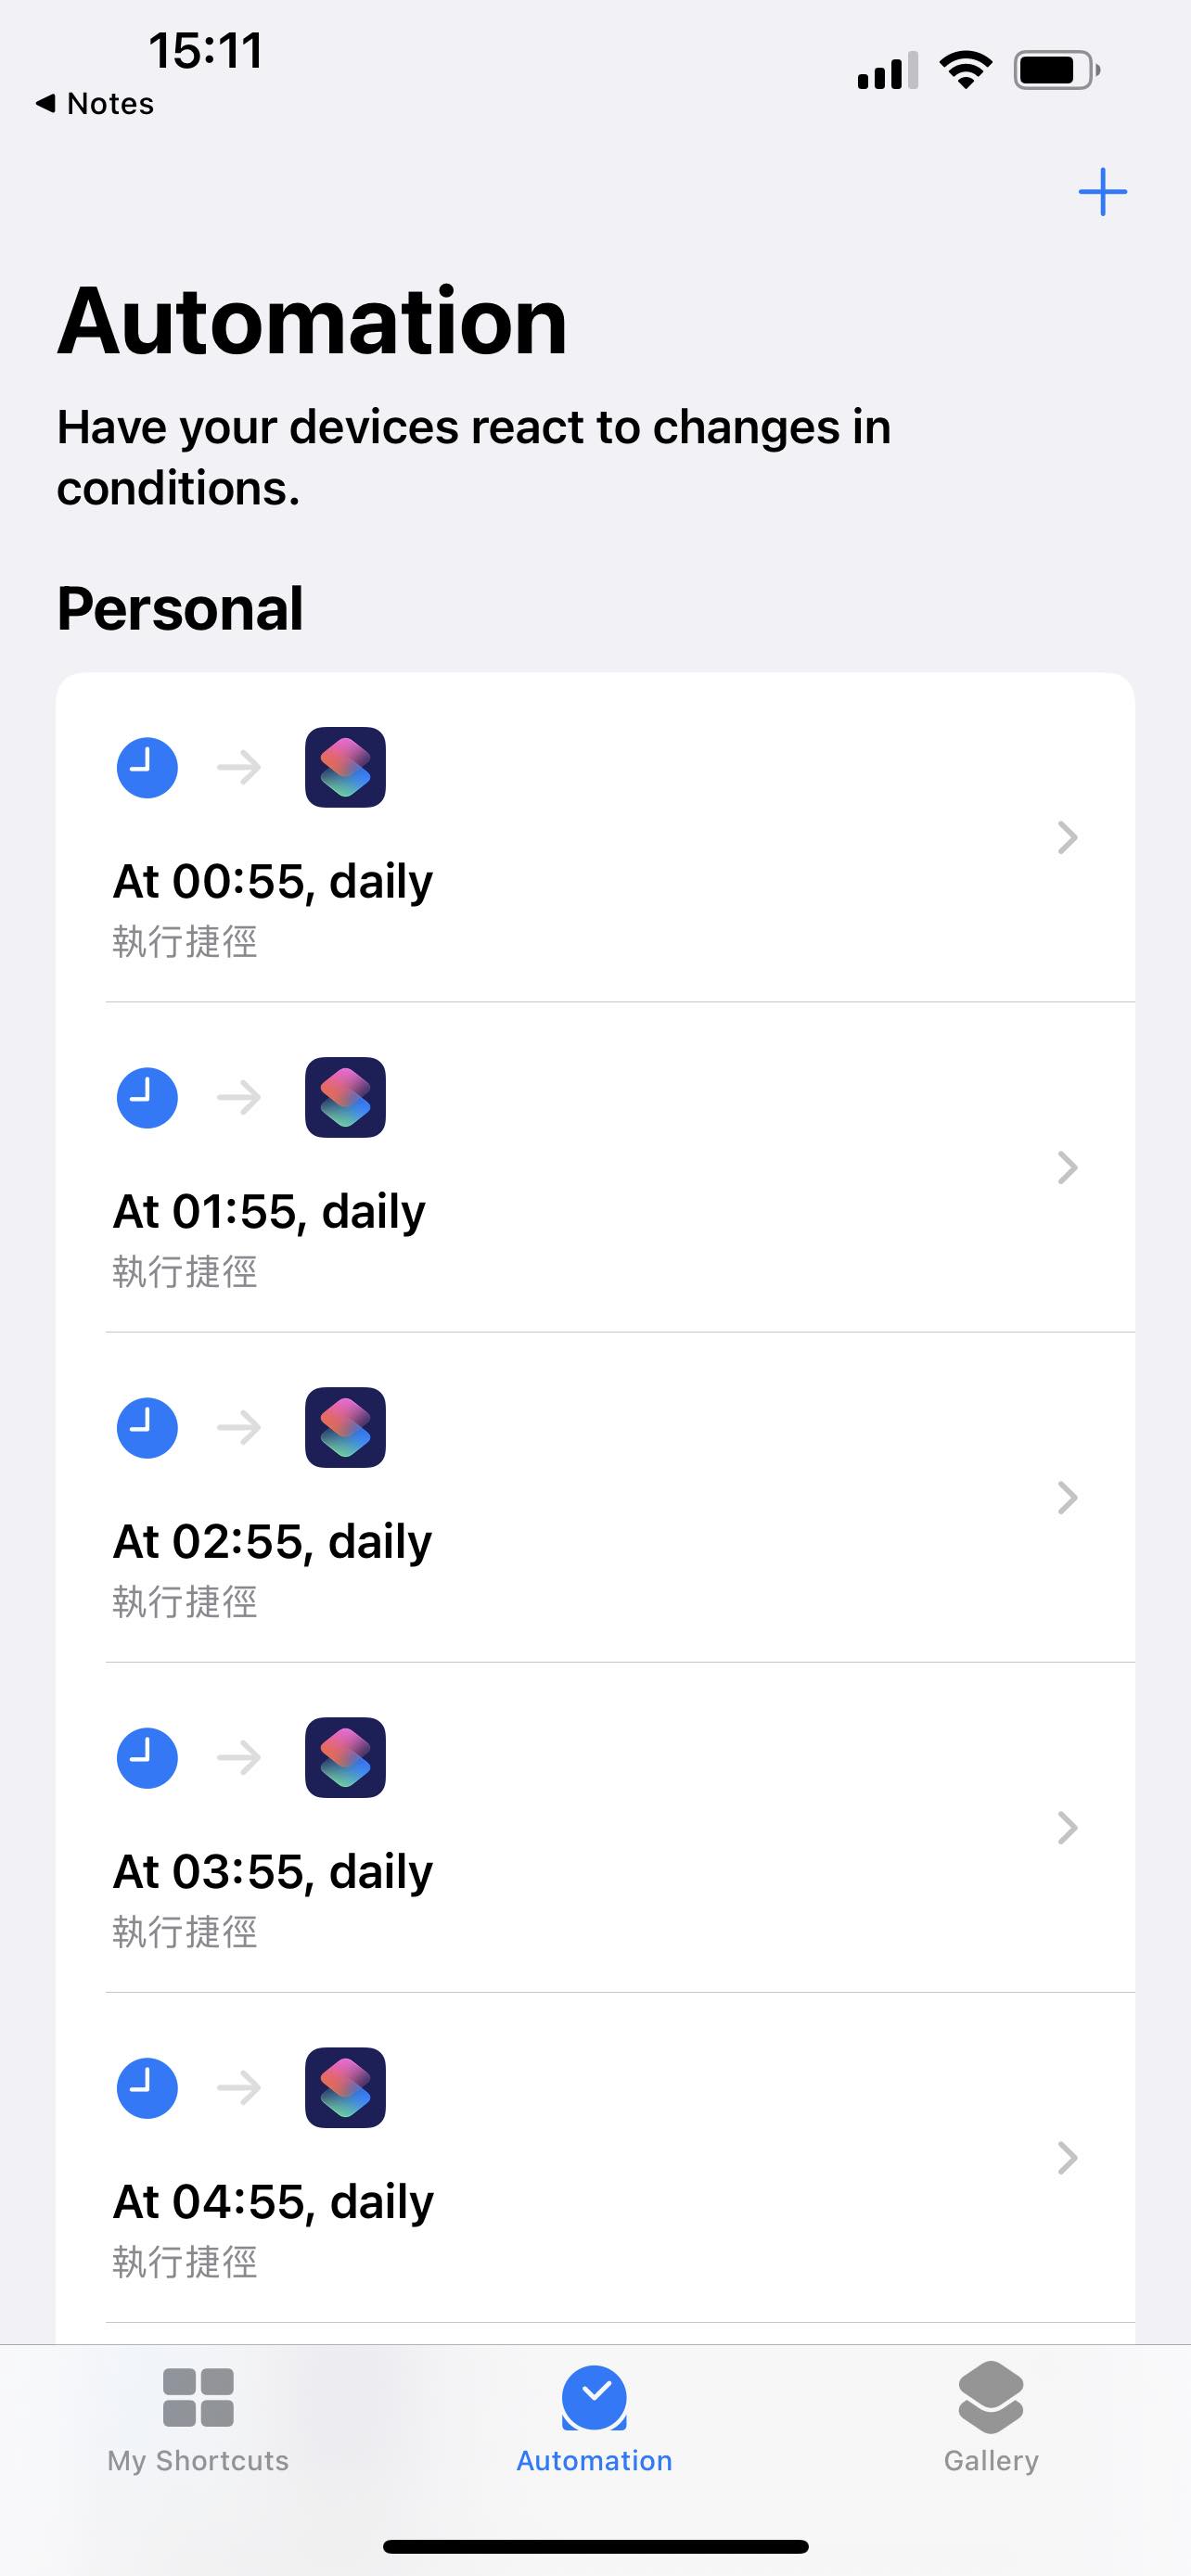 15:11
Notes
Automation
Have your devices react to changes in
conditions.
Personal
At 00:55, daily
執行捷徑
At 01:55, daily
執行捷徑
At 02:55, daily
執行捷徑
At 03:55, daily
執行捷徑
At 04:55, daily
執行捷徑
My Shortcuts
Automation
Gallery